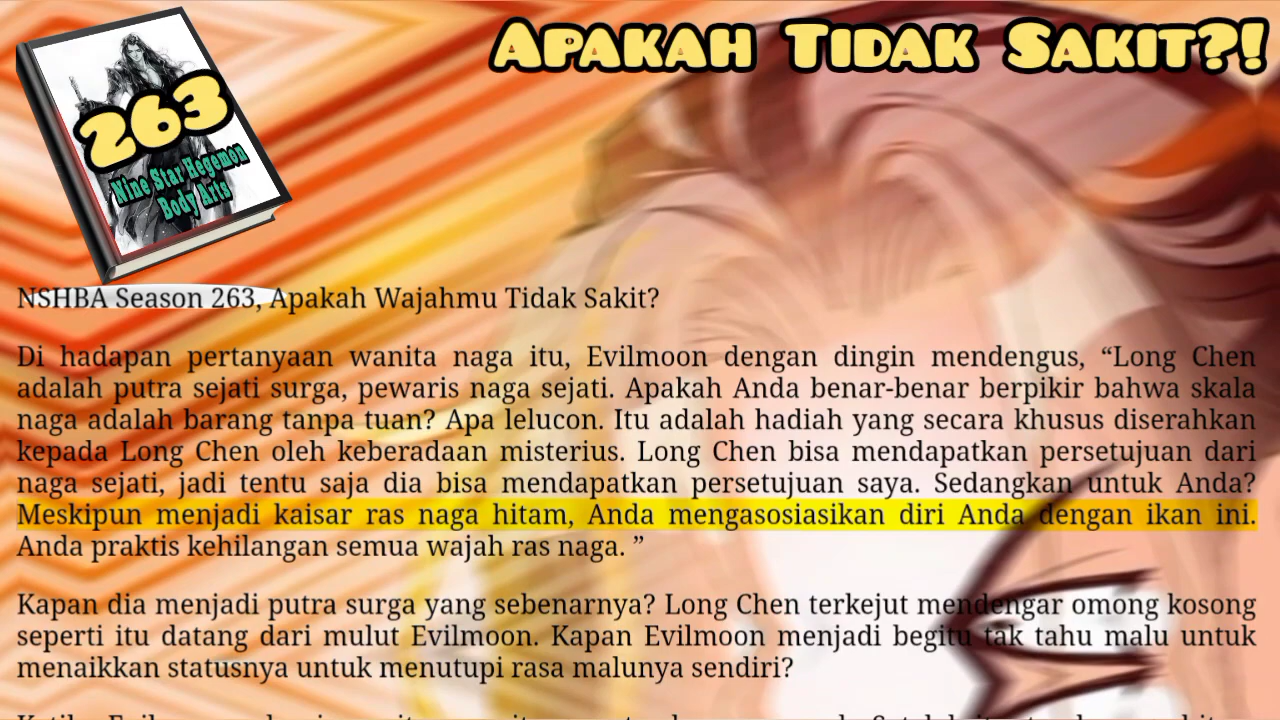 APAKAH TIDAK SAKIT?!
263
Nine Star Hegemon
Body Arts
NSHBA Season 263, Apakah Wajahmu Tidak Sakit?
Di hadapan pertanyaan wanita naga itu, Evilmoon dengan dingin mendengus, “Long Chen
adalah putra sejati surga, pewaris naga sejati. Apakah Anda benar-benar berpikir bahwa skala
naga adalah barang tanpa tuan? Apa lelucon. Itu adalah hadiah yang secara khusus diserahkan
kepada Long Chen oleh keberadaan misterius. Long Chen bisa mendapatkan persetujuan dari
naga sejati, jadi tentu saja dia bisa mendapatkan persetujuan saya. Sedangkan untuk Anda?
Meskipun menjadi kaisar ras naga hitam, Anda mengasosiasikan diri Anda dengan ikan ini.
Anda praktis kehilangan semua wajah ras naga. ”
Kapan dia menjadi putra surga yang sebenarnya? Long Chen terkejut mendengar omong kosong
seperti itu datang dari mulut Evilmoon. Kapan Evilmoon menjadi begitu tak tahu malu untuk
menaikkan statusnya untuk menutupi rasa malunya sendiri?